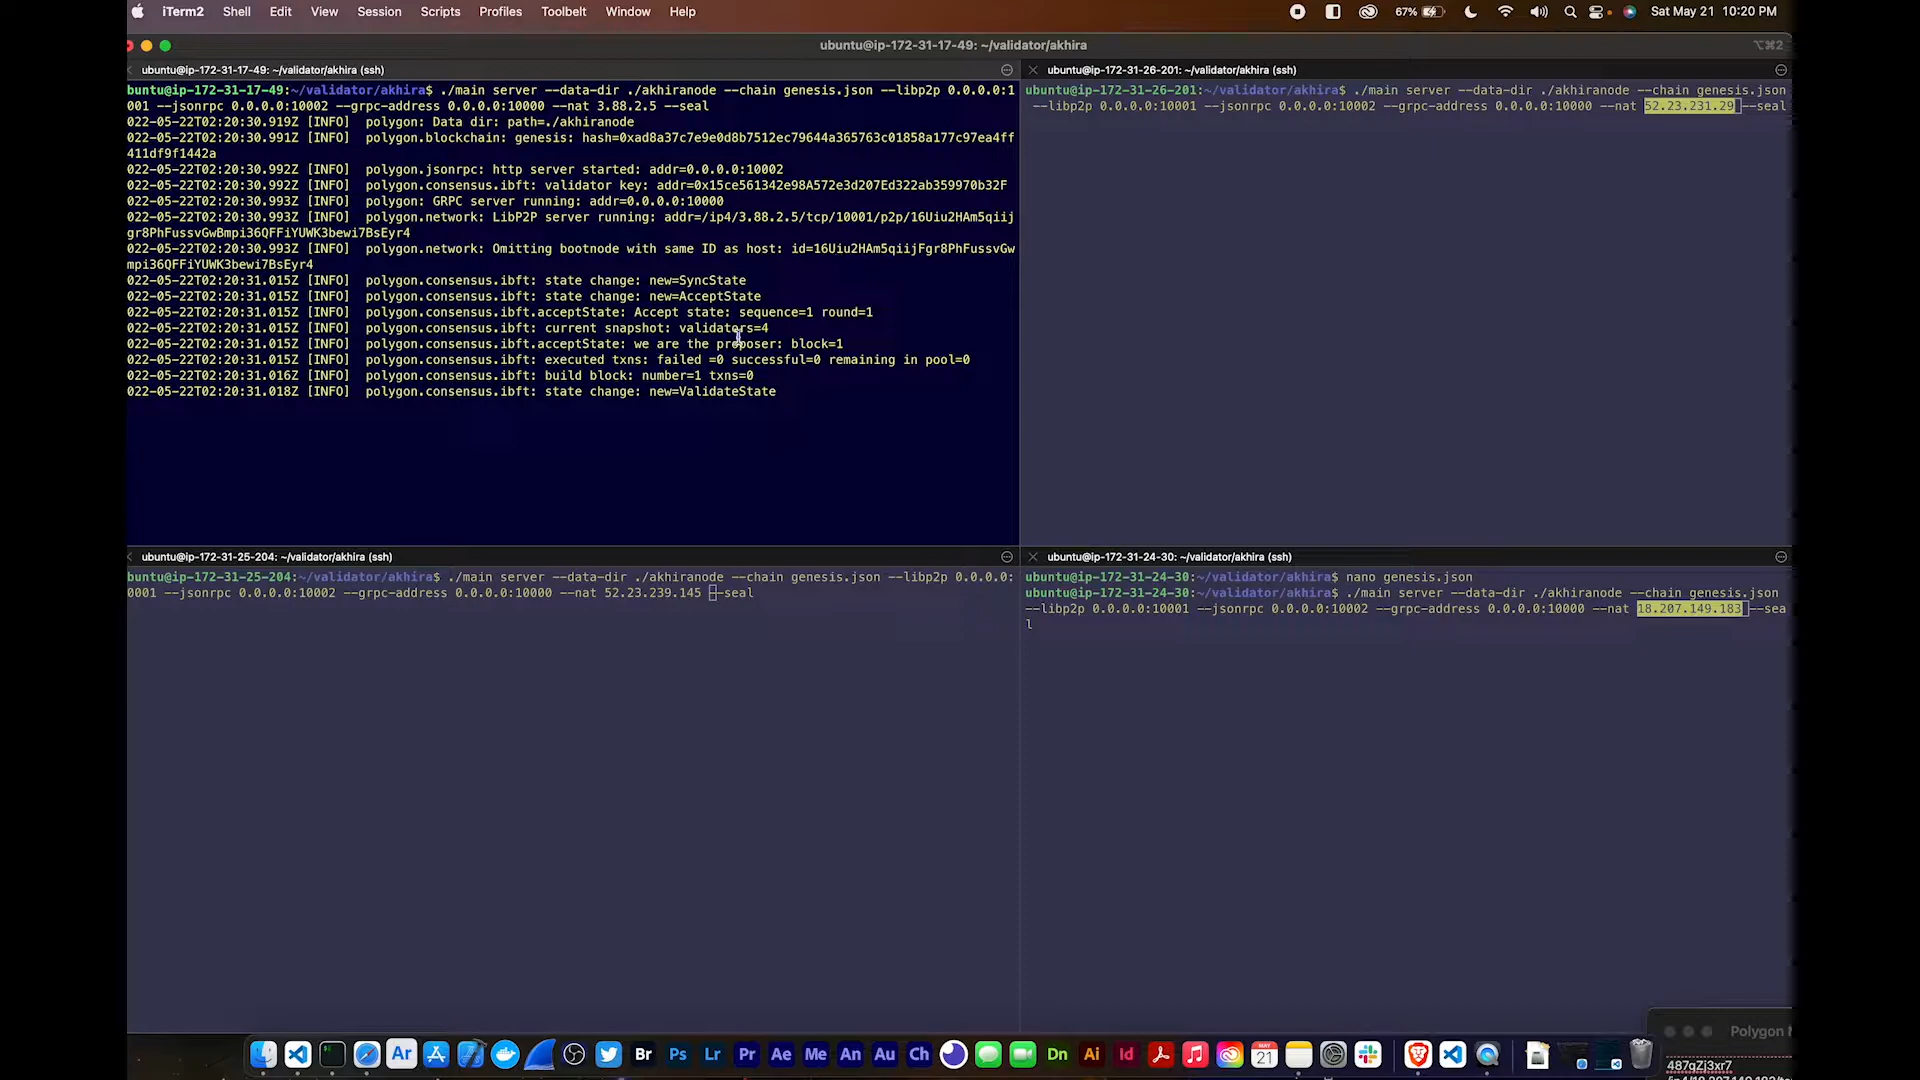 iTerm2 Shell Edit View Session Scripts Profiles Toolbelt Window Help 67% Sat May 21 10:20 PM
ubuntu@ip-172-31-17-49: ~/validator/akhira
⌥⌘2
ubuntu@ip-172-31-17-49: ~/validator/akhira (ssh)
buntu@ip-172-31-17-49:~/validator/akhira$ ./main server --data-dir ./akhiranode --chain genesis.json --libp2p 0.0.0.0:1
001 --jsonrpc 0.0.0.0:10002 --grpc-address 0.0.0.0:10000 --nat 3.88.2.5 --seal
022-05-22T02:20:30.919Z [INFO]  polygon: Data dir: path=./akhiranode
022-05-22T02:20:30.991Z [INFO]  polygon.blockchain: genesis: hash=0xad8a37c7e9e0d8b7512ec79644a365763c01858a177c97ea4ff
411df9f1442a
022-05-22T02:20:30.992Z [INFO]  polygon.jsonrpc: http server started: addr=0.0.0.0:10002
022-05-22T02:20:30.992Z [INFO]  polygon.consensus.ibft: validator key: addr=0x15ce561342e98A572e3d207Ed322ab359970b32F
022-05-22T02:20:30.993Z [INFO]  polygon: GRPC server running: addr=0.0.0.0:10000
022-05-22T02:20:30.993Z [INFO]  polygon.network: LibP2P server running: addr=/ip4/3.88.2.5/tcp/10001/p2p/16Uiu2HAm5qiij
gr8PhFussvGwBmpi36QFFiYUWK3bewi7BsEyr4
022-05-22T02:20:30.993Z [INFO]  polygon.network: Omitting bootnode with same ID as host: id=16Uiu2HAm5qiijFgr8PhFussvGw
mpi36QFFiYUWK3bewi7BsEyr4
022-05-22T02:20:31.015Z [INFO]  polygon.consensus.ibft: state change: new=SyncState
022-05-22T02:20:31.015Z [INFO]  polygon.consensus.ibft: state change: new=AcceptState
022-05-22T02:20:31.015Z [INFO]  polygon.consensus.ibft.acceptState: Accept state: sequence=1 round=1
022-05-22T02:20:31.015Z [INFO]  polygon.consensus.ibft: current snapshot: validators=4
022-05-22T02:20:31.015Z [INFO]  polygon.consensus.ibft.acceptState: we are the proposer: block=1
022-05-22T02:20:31.015Z [INFO]  polygon.consensus.ibft: executed txns: failed =0 successful=0 remaining in pool=0
022-05-22T02:20:31.016Z [INFO]  polygon.consensus.ibft: build block: number=1 txns=0
022-05-22T02:20:31.018Z [INFO]  polygon.consensus.ibft: state change: new=ValidateState
ubuntu@ip-172-31-26-201: ~/validator/akhira (ssh)
ubuntu@ip-172-31-26-201:~/validator/akhira$ ./main server --data-dir ./akhiranode --chain genesis.json
--libp2p 0.0.0.0:10001 --jsonrpc 0.0.0.0:10002 --grpc-address 0.0.0.0:10000 --nat 52.23.231.29 --seal
ubuntu@ip-172-31-25-204: ~/validator/akhira (ssh)
buntu@ip-172-31-25-204:~/validator/akhira$ ./main server --data-dir ./akhiranode --chain genesis.json --libp2p 0.0.0.0:
0001 --jsonrpc 0.0.0.0:10002 --grpc-address 0.0.0.0:10000 --nat 52.23.239.145 --seal
ubuntu@ip-172-31-24-30: ~/validator/akhira (ssh)
ubuntu@ip-172-31-24-30:~/validator/akhira$ nano genesis.json
ubuntu@ip-172-31-24-30:~/validator/akhira$ ./main server --data-dir ./akhiranode --chain genesis.json
--libp2p 0.0.0.0:10001 --jsonrpc 0.0.0.0:10002 --grpc-address 0.0.0.0:10000 --nat 18.207.149.183 --sea
l
Polygon
487qZj3xr7
Ar Br Ps Lr Pr Ae Me An Au Ch Dn Ai Id MAY 21